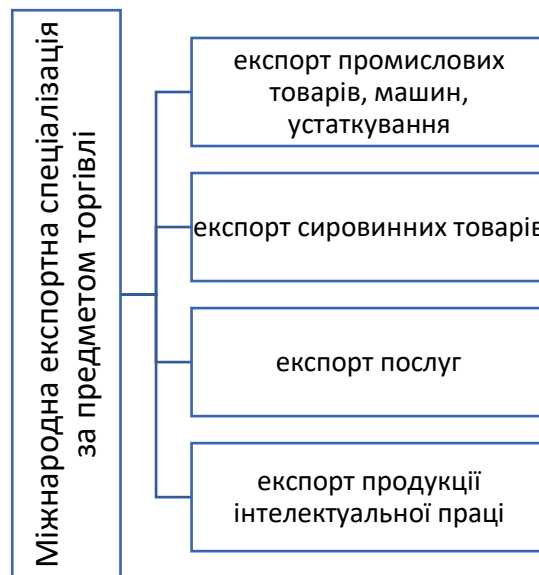 Міжнародна експортна спеціалізація
за предметом торгівлі
експорт промислових
товарів, машин,
устаткування
експорт сировинних товарів
експорт послуг
експорт продукції
інтелектуальної праці